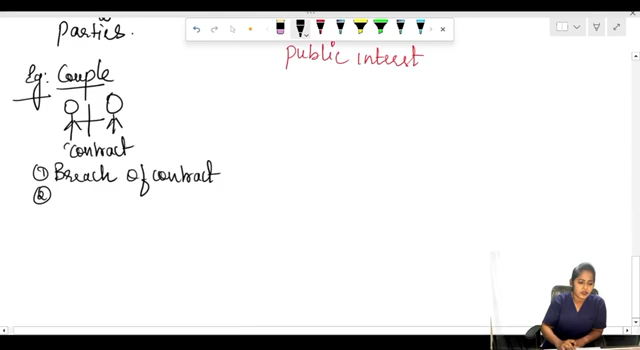 Parties.
public interest
Eg: Couple
contract
① Breach of contract
②